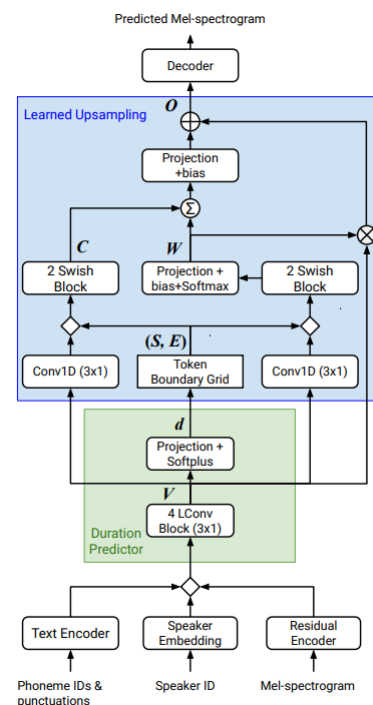 Predicted Mel-spectrogram
Decoder
O
Learned Upsampling
Projection
+bias
Σ
C
W
2 Swish
Block
Projection +
bias+Softmax
2 Swish
Block
(S, E)
Conv1D (3x1)
Token
Boundary Grid
Conv1D (3x1)
d
Projection +
Softplus
V
4 LConv
Block (3x1)
Duration
Predictor
Text Encoder
Speaker
Embedding
Residual
Encoder
Phoneme IDs &
punctuations
Speaker ID
Mel-spectrogram